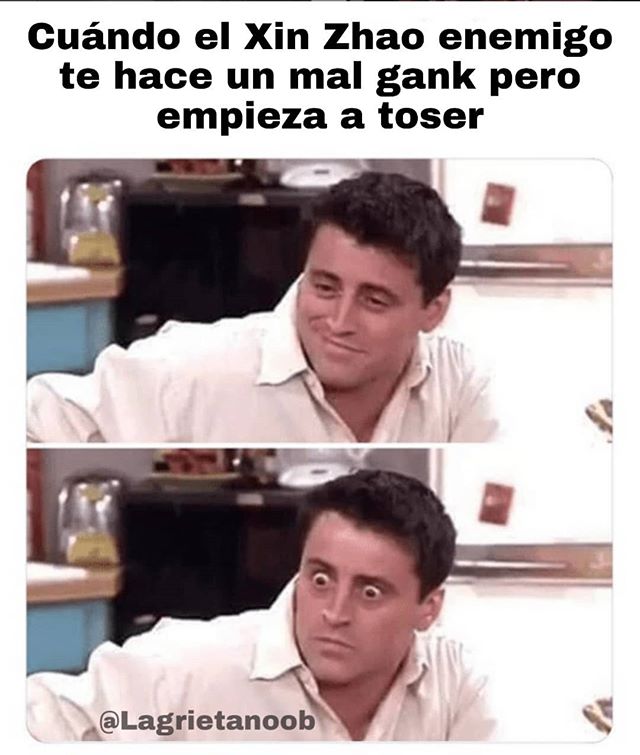 Cuándo el Xin Zhao enemigo
te hace un mal gank pero
empieza a toser
@Lagrietanoob